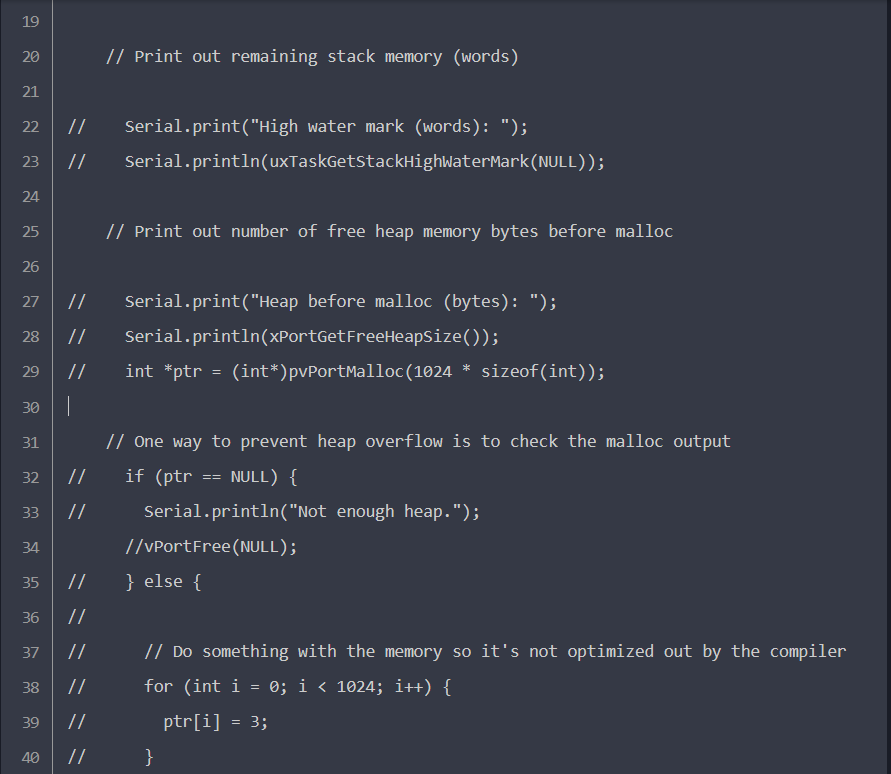 19
20     // Print out remaining stack memory (words)
21
22 //    Serial.print("High water mark (words): ");
23 //    Serial.println(uxTaskGetStackHighWaterMark(NULL));
24
25     // Print out number of free heap memory bytes before malloc
26
27 //    Serial.print("Heap before malloc (bytes): ");
28 //    Serial.println(xPortGetFreeHeapSize());
29 //    int *ptr = (int*)pvPortMalloc(1024 * sizeof(int));
30
31     // One way to prevent heap overflow is to check the malloc output
32 //    if (ptr == NULL) {
33 //      Serial.println("Not enough heap.");
34       //vPortFree(NULL);
35 //    } else {
36 //
37 //      // Do something with the memory so it's not optimized out by the compiler
38 //      for (int i = 0; i < 1024; i++) {
39 //        ptr[i] = 3;
40 //      }